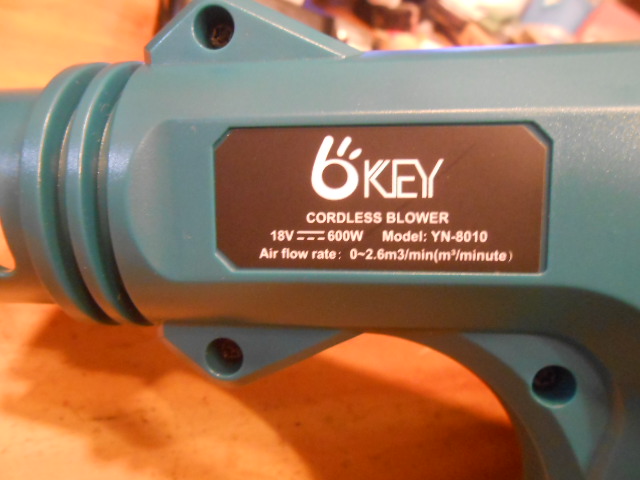 6KEY
CORDLESS BLOWER
18V⎓600W Model: YN-8010
Air flow rate: 0~2.6m3/min(m³/minute)